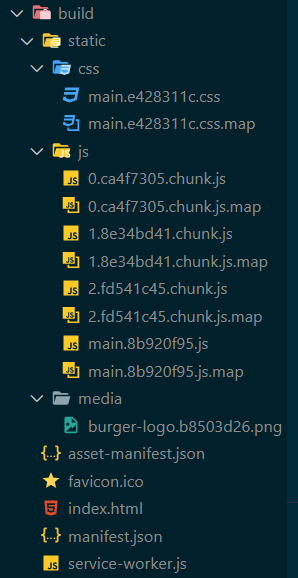 build
static
css
main.e428311c.css
main.e428311c.css.map
js
0.ca4f7305.chunk.js
0.ca4f7305.chunk.js.map
1.8e34bd41.chunk.js
1.8e34bd41.chunk.js.map
2.fd541c45.chunk.js
2.fd541c45.chunk.js.map
main.8b920f95.js
main.8b920f95.js.map
media
burger-logo.b8503d26.png
asset-manifest.json
favicon.ico
index.html
manifest.json
service-worker.js